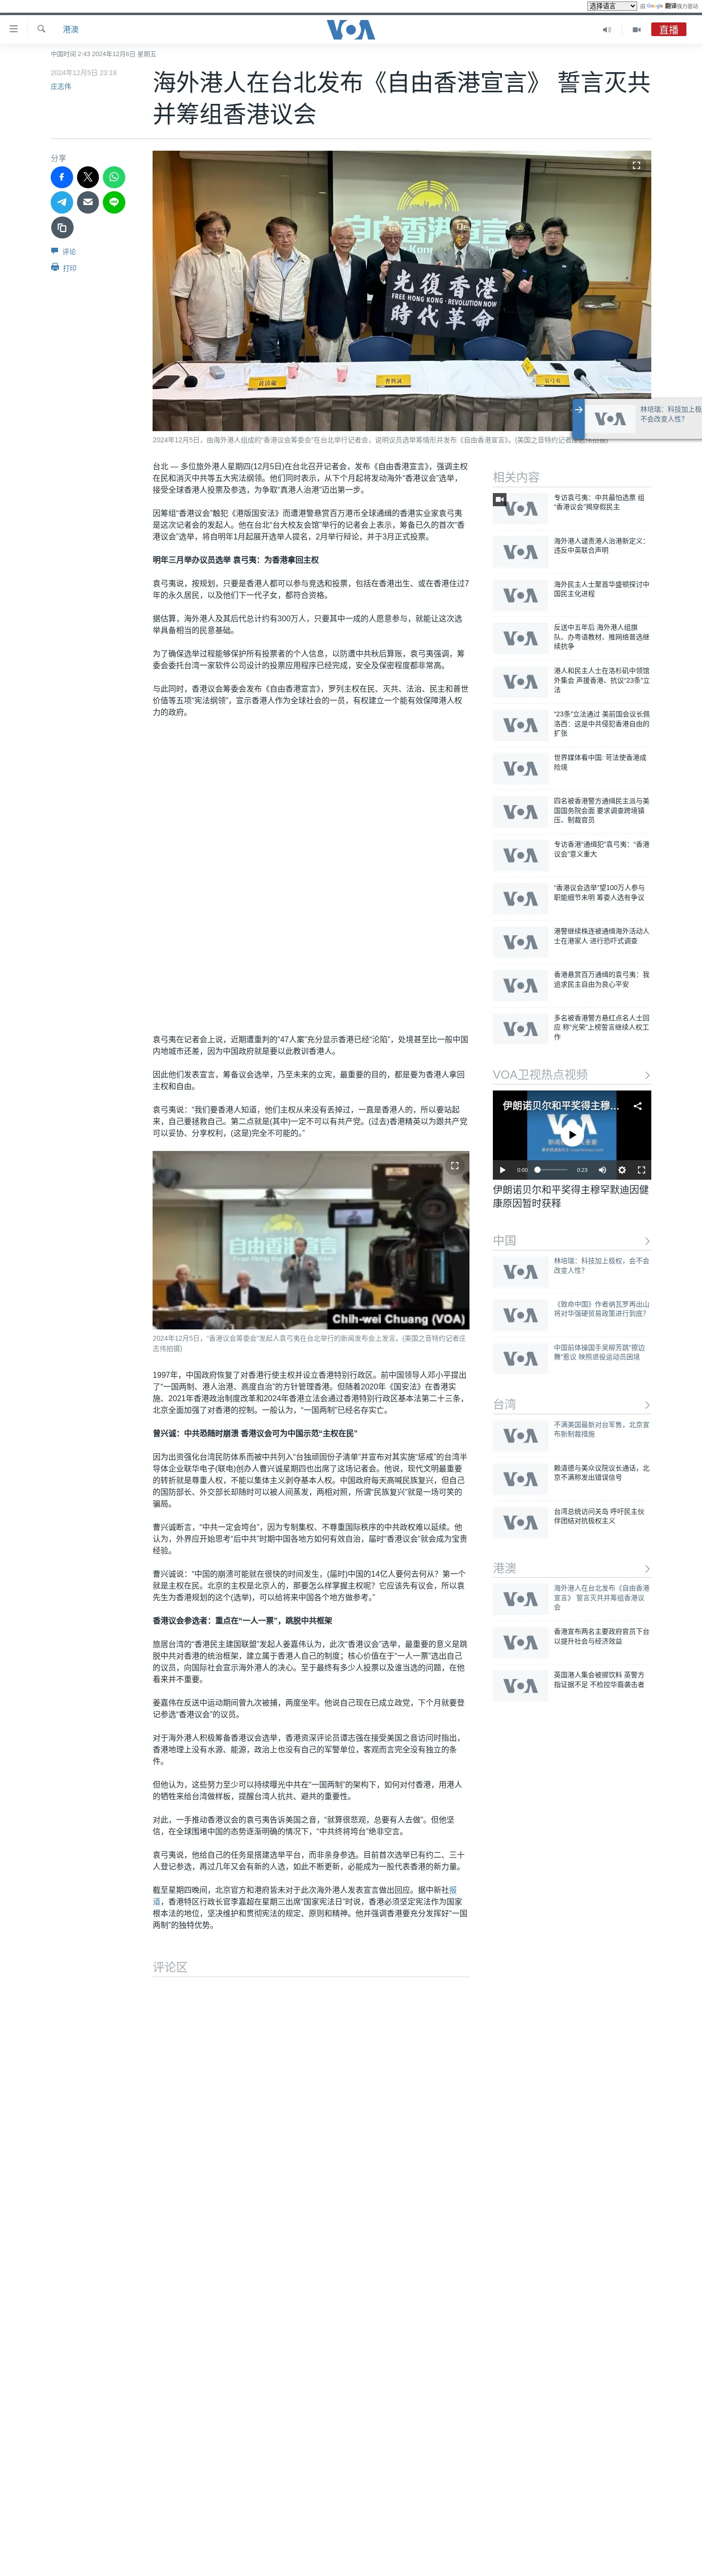 选择语言
由 Google 翻译强力驱动
港澳
VOA
直播
中国时间 2:43 2024年12月6日 星期五
2024年12月5日 23:18
庄志伟
海外港人在台北发布《自由香港宣言》 誓言灭共
并筹组香港议会
分享
评论
打印
自由香港宣言
光復香港
FREE HONG KONG · REVOLUTION NOW
時代革命
2024年12月5日，由海外港人组成的“香港议会筹委会”在台北举行记者会，说明议员选举筹情形并发布《自由香港宣言》。(美国之音特约记者庄志伟拍摄)
林培瑞：科技加上极
不会改变人性?
台北 — 多位旅外港人星期四(12月5日)在台北召开记者会，发布《自由香港宣言》，强调主权
在民和消灭中共等五大宪法纲领。他们同时表示，从下个月起将发动海外“香港议会”选举，
接受全球香港人投票及参选，为争取“真港人治港”迈出第一步。
因筹组“香港议会”触犯《港版国安法》而遭港警悬赏百万港币全球通缉的香港实业家袁弓夷
是这次记者会的发起人。他在台北“台大校友会馆”举行的记者会上表示，筹备已久的首次“香
港议会”选举，将自明年1月起展开选举人提名，2月举行辩论，并于3月正式投票。
明年三月举办议员选举 袁弓夷：为香港拿回主权
袁弓夷说，按规划，只要是香港人都可以参与竞选和投票，包括在香港出生、或在香港住过7
年的永久居民，以及他们下一代子女，都符合资格。
据估算，海外港人及其后代总计约有300万人，只要其中一成的人愿意参与，就能让这次选
举具备相当的民意基础。
为了确保选举过程能够保护所有投票者的个人信息，以防遭中共秋后算账，袁弓夷强调，筹
委会委托台湾一家软件公司设计的投票应用程序已经完成，安全及保密程度都非常高。
与此同时，香港议会筹委会发布《自由香港宣言》，罗列主权在民、灭共、法治、民主和普世
价值等五项“宪法纲领”，宣示香港人作为全球社会的一员，有权建立一个能有效保障港人权
力的政府。
袁弓夷在记者会上说，近期遭重判的“47人案”充分显示香港已经“沦陷”，处境甚至比一般中国
内地城市还差，因为中国政府就是要以此教训香港人。
因此他们发表宣言，筹备议会选举，乃至未来的立宪，最重要的目的，都是要为香港人拿回
主权和自由。
袁弓夷说：“我们要香港人知道，他们主权从来没有丢掉过，一直是香港人的，所以要站起
来，自己要拯救自己。第二点就是(其中)一定不可以有共产党。(过去)香港精英以为跟共产党
可以妥协、分享权利，(这是)完全不可能的。”
自由香港宣言
Chih-wei Chuang (VOA)
2024年12月5日，“香港议会筹委会”发起人袁弓夷在台北举行的新闻发布会上发言。(美国之音特约记者庄
志伟拍摄)
1997年，中国政府恢复了对香港行使主权并设立香港特别行政区。前中国领导人邓小平提出
了“一国两制、港人治港、高度自治”的方针管理香港。但随着2020年《国安法》在香港实
施、2021年香港政治制度改革和2024年香港立法会通过香港特别行政区基本法第二十三条，
北京全面加强了对香港的控制。一般认为，“一国两制”已经名存实亡。
曾兴诚：中共恐随时崩溃 香港议会可为中国示范“主权在民”
因为出资强化台湾民防体系而被中共列入“台独顽固份子清单”并宣布对其实施“惩戒”的台湾半
导体企业联华电子(联电)创办人曹兴诚星期四也出席了这场记者会。他说，现代文明最重要
的转折就是尊重人权，不能以集体主义剥夺基本人权。中国政府每天高喊民族复兴，但自己
的国防部长、外交部长却随时可以被人间蒸发，两相对照，所谓“民族复兴”就是一场可笑的
骗局。
曹兴诚断言，“中共一定会垮台”，因为专制集权、不尊重国际秩序的中共政权难以延续。他
认为，外界应开始思考“后中共”时期中国各地方如何有效自治，届时“香港议会”就会成为宝贵
经验。
曹兴诚说：“中国的崩溃可能就在很快的时间发生，(届时)中国的14亿人要何去何从？第一个
就是主权在民。北京的主权是北京人的，那要怎么样掌握主权呢？它应该先有议会，所以袁
先生为香港规划的这个(选举)，可以给将来中国各个地方做参考。”
香港议会参选者：重点在“一人一票”，跳脱中共框架
旅居台湾的“香港民主建国联盟”发起人姜嘉伟认为，此次“香港议会”选举，最重要的意义是跳
脱中共对香港的统治框架，建立属于香港人自己的制度；核心价值在于“一人一票”选出自己
的议员，向国际社会宣示海外港人的决心。至于最终有多少人投票以及谁当选的问题，在他
看来并不重要。
姜嘉伟在反送中运动期间曾九次被捕，两度坐牢。他说自己现在已成立政党，下个月就要登
记参选“香港议会”的议员。
对于海外港人积极筹备香港议会选举，香港资深评论员谭志强在接受美国之音访问时指出，
香港地理上没有水源、能源，政治上也没有自己的军警单位，客观而言完全没有独立的条
件。
但他认为，这些努力至少可以持续曝光中共在“一国两制”的架构下，如何对付香港，用港人
的牺牲来给台湾做样板，提醒台湾人抗共、避共的重要性。
对此，一手推动香港议会的袁弓夷告诉美国之音，“就算很悲观，总要有人去做”。但他坚
信，在全球围堵中国的态势逐渐明确的情况下，“中共终将垮台”绝非空言。
袁弓夷说，他给自己的任务是搭建选举平台，而非亲身参选。目前首次选举已有约二、三十
人登记参选，再过几年又会有新的人选，如此不断更新，必能成为一股代表香港的新力量。
截至星期四晚间，北京官方和港府皆未对于此次海外港人发表宣言做出回应。据中新社报
道，香港特区行政长官李嘉超在星期三出席“国家宪法日”时说，香港必须坚定宪法作为国家
根本法的地位，坚决维护和贯彻宪法的规定、原则和精神。他并强调香港要充分发挥好“一国
两制”的独特优势。
评论区
相关内容
专访袁弓夷：中共最怕选票 组
“香港议会”揭穿假民主
海外港人谴责港人治港新定义：
违反中英联合声明
海外民主人士聚首华盛顿探讨中
国民主化进程
反送中五年后 海外港人组旗
队、办粤语教材、推网络普选继
续抗争
港人和民主人士在洛杉矶中领馆
外集会 声援香港、抗议“23条”立
法
“23条”立法通过 美前国会议长佩
洛西：这是中共侵犯香港自由的
扩张
世界媒体看中国: 苛法使香港成
险境
四名被香港警方通缉民主派与美
国国务院会面 要求调查跨境镇
压、制裁官员
专访香港“通缉犯”袁弓夷：“香港
议会”意义重大
“香港议会选举”望100万人参与
职能细节未明 筹委人选有争议
港警继续株连被通缉海外活动人
士在港家人 进行恐吓式调查
香港悬赏百万通缉的袁弓夷：我
追求民主自由为良心平安
多名被香港警方悬红点名人士回
应 称“光荣”上榜誓言继续人权工
作
VOA卫视热点视频
伊朗诺贝尔和平奖得主穆...
0:00
0:23
伊朗诺贝尔和平奖得主穆罕默迪因健
康原因暂时获释
中国
林培瑞：科技加上极权，会不会
改变人性?
《致命中国》作者纳瓦罗再出山
将对华强硬贸易政策进行到底?
中国前体操国手吴柳芳跳“擦边
舞”惹议 映照退役运动员困境
台湾
不满美国最新对台军售，北京宣
布新制裁措施
赖清德与美众议院议长通话，北
京不满称发出错误信号
台湾总统访问关岛 呼吁民主伙
伴团结对抗极权主义
港澳
海外港人在台北发布《自由香港
宣言》 誓言灭共并筹组香港议
会
香港宣布两名主要政府官员下台
以提升社会与经济效益
英国港人集会被掷饮料 英警方
指证据不足 不检控华裔袭击者